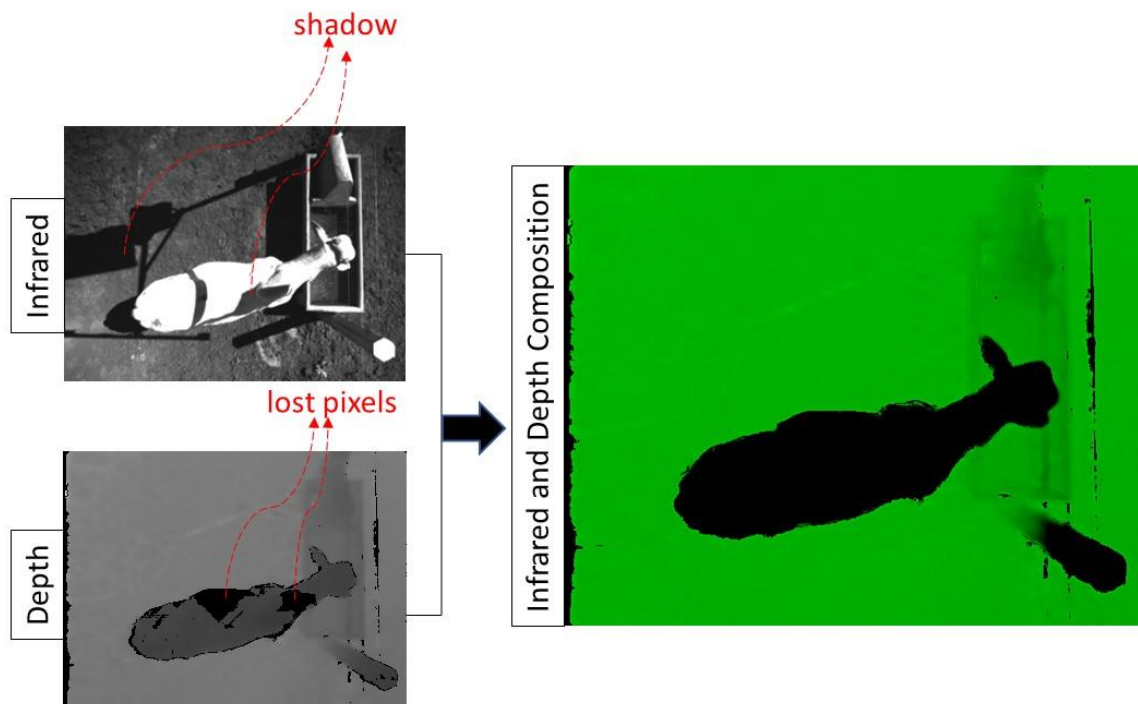 shadow
Infrared
lost pixels
Depth
Infrared and Depth Composition